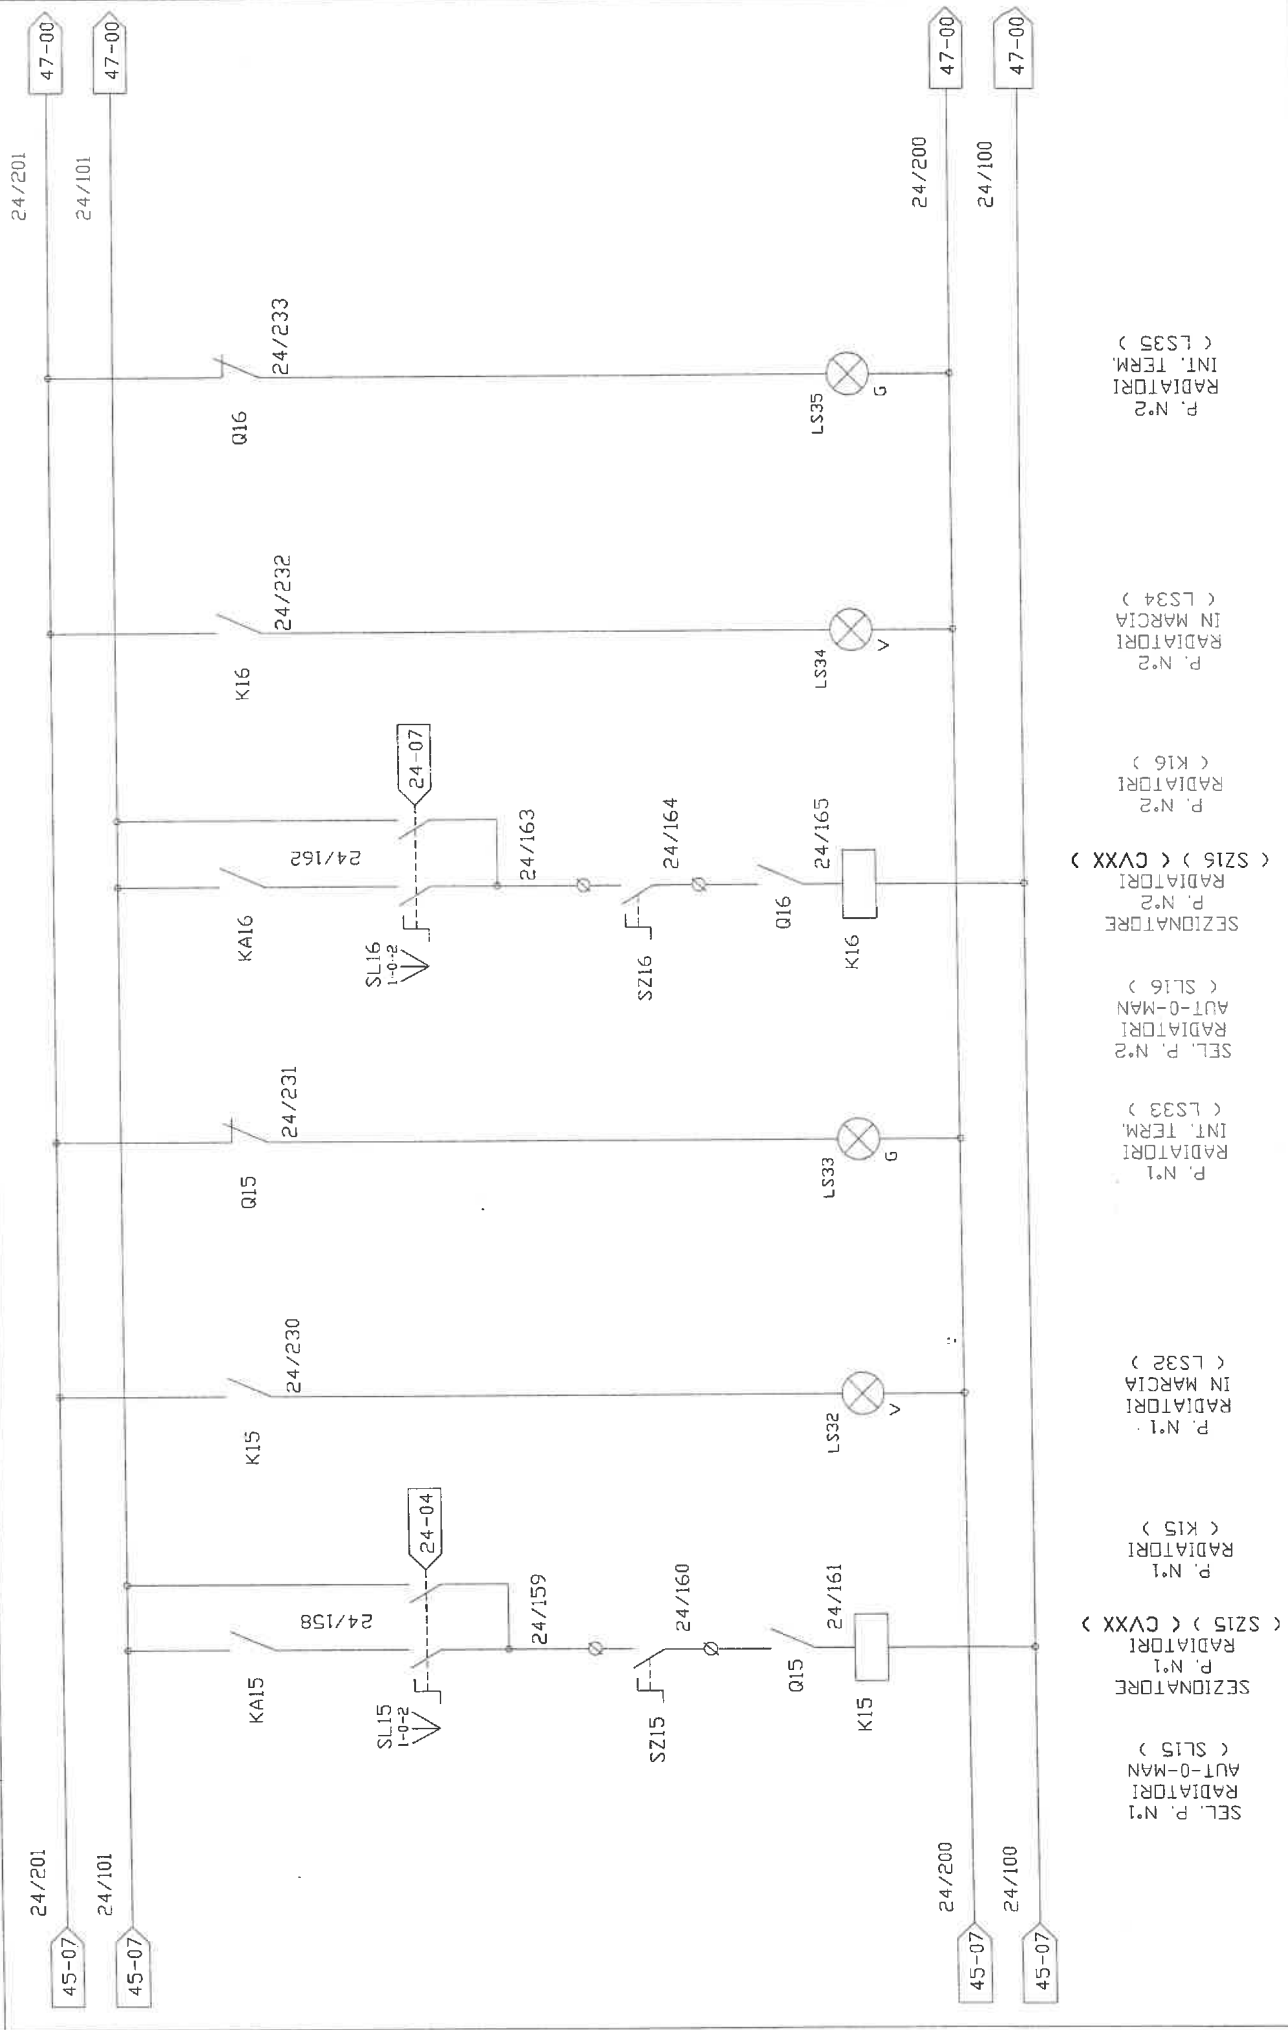 45-07
24/201
24/201
47-00
45-07
24/101
24/101
47-00
KA15
24/158
SL15
1-0-2
24-04
24/159
SZ15
24/160
Q15
24/161
K15
K15
24/230
LS32
V
Q15
24/231
LS33
G
KA16
24/162
SL16
1-0-2
24-07
24/163
SZ16
24/164
Q16
24/165
K16
K16
24/232
LS34
V
Q16
24/233
LS35
G
45-07
24/200
24/200
47-00
45-07
24/100
24/100
47-00
SEL. P. N°1
RADIATORI
AUT-0-MAN
( SL15 )
SEZIONATORE
P. N°1
RADIATORI
( SZ15 ) ( CVXX )
P. N°1
RADIATORI
( K15 )
P. N°1
RADIATORI
IN MARCIA
( LS32 )
P. N°1
RADIATORI
INT. TERM.
( LS33 )
SEL. P. N°2
RADIATORI
AUT-0-MAN
( SL16 )
SEZIONATORE
P. N°2
RADIATORI
( SZ16 ) ( CVXX )
P. N°2
RADIATORI
( K16 )
P. N°2
RADIATORI
IN MARCIA
( LS34 )
P. N°2
RADIATORI
INT. TERM.
( LS35 )